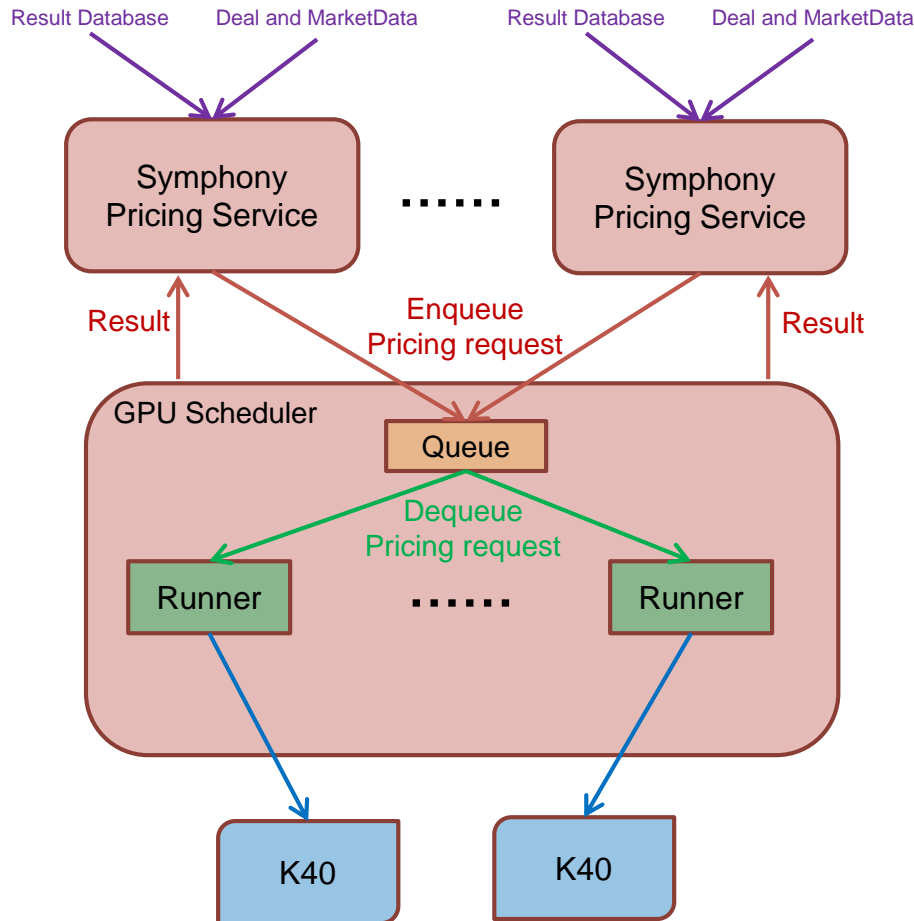 Result Database
Deal and MarketData
Result Database
Deal and MarketData
Symphony
Pricing Service
......
Symphony
Pricing Service
Result
Enqueue
Pricing request
Result
GPU Scheduler
Queue
Dequeue
Pricing request
Runner
......
Runner
K40
K40